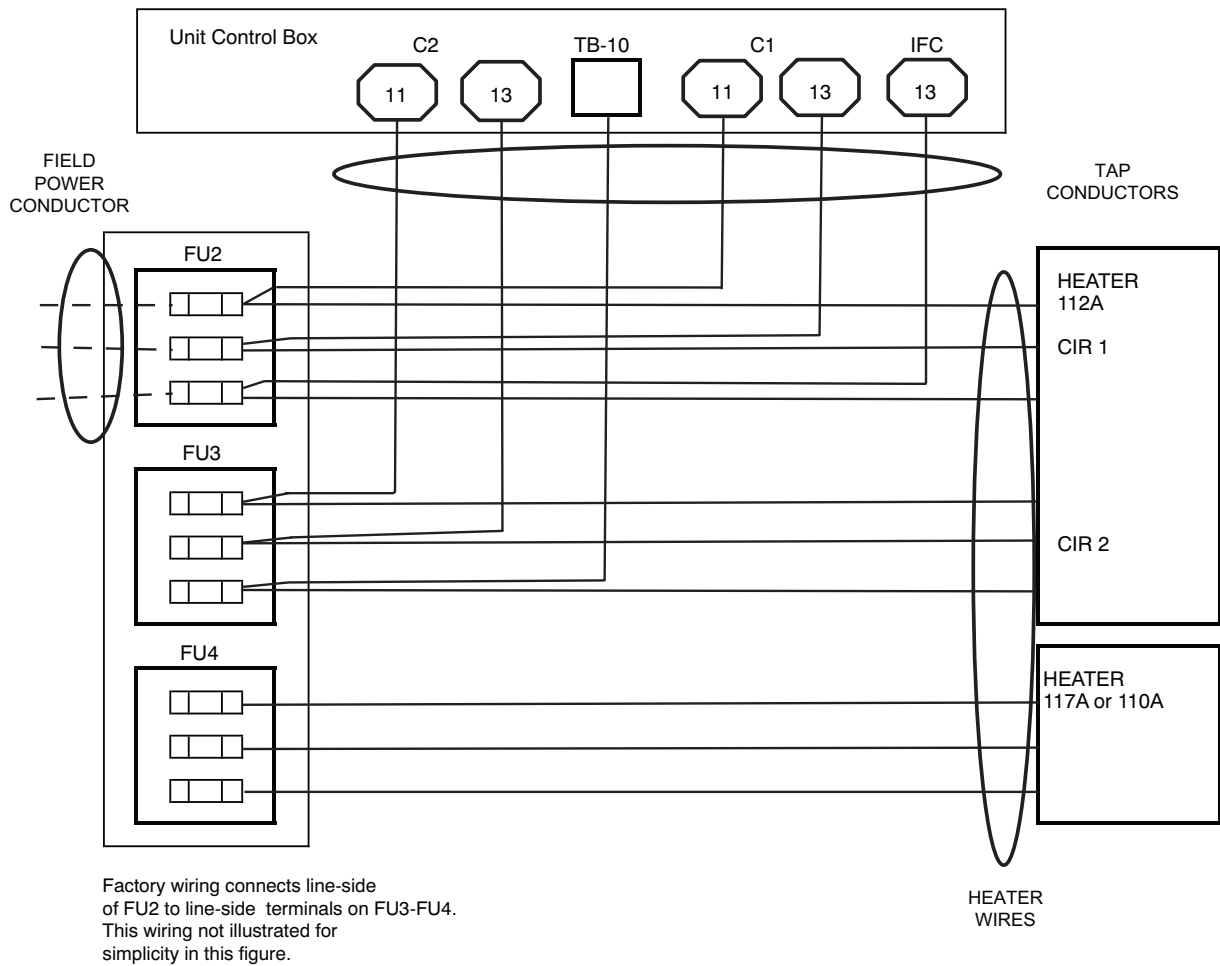 Unit Control Box
C2
TB-10
C1
IFC
11
13
11
13
13
FIELD
POWER
CONDUCTOR
TAP
CONDUCTORS
FU2
HEATER
112A
CIR 1
FU3
CIR 2
FU4
HEATER
117A or 110A
Factory wiring connects line-side
of FU2 to line-side terminals on FU3-FU4.
This wiring not illustrated for
simplicity in this figure.
HEATER
WIRES